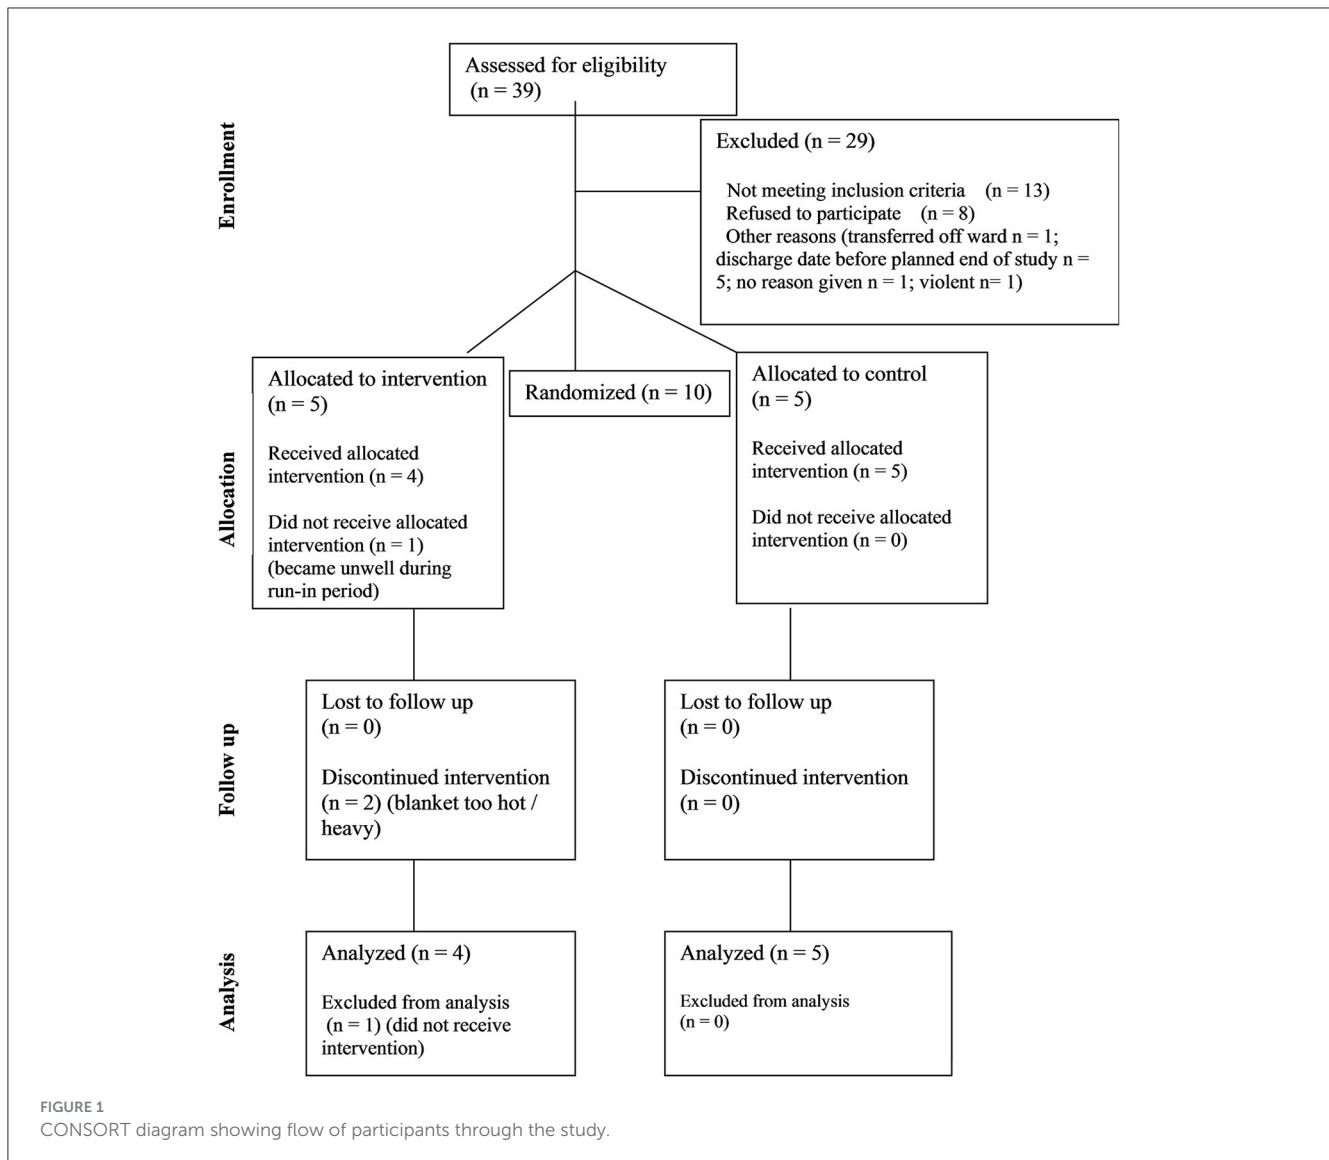 Assessed for eligibility
(n = 39)
Enrollment
Excluded (n = 29)
Not meeting inclusion criteria (n = 13)
Refused to participate (n = 8)
Other reasons (transferred off ward n = 1;
discharge date before planned end of study n =
5; no reason given n = 1; violent n= 1)
Randomized (n = 10)
Allocation
Allocated to intervention
(n = 5)
Received allocated
intervention (n = 4)
Did not receive allocated
intervention (n = 1)
(became unwell during
run-in period)
Allocated to control
(n = 5)
Received allocated
intervention (n = 5)
Did not receive allocated
intervention (n = 0)
Follow up
Lost to follow up
(n = 0)
Discontinued intervention
(n = 2) (blanket too hot /
heavy)
Lost to follow up
(n = 0)
Discontinued intervention
(n = 0)
Analysis
Analyzed (n = 4)
Excluded from analysis
(n = 1) (did not receive
intervention)
Analyzed (n = 5)
Excluded from analysis
(n = 0)
FIGURE 1
CONSORT diagram showing flow of participants through the study.